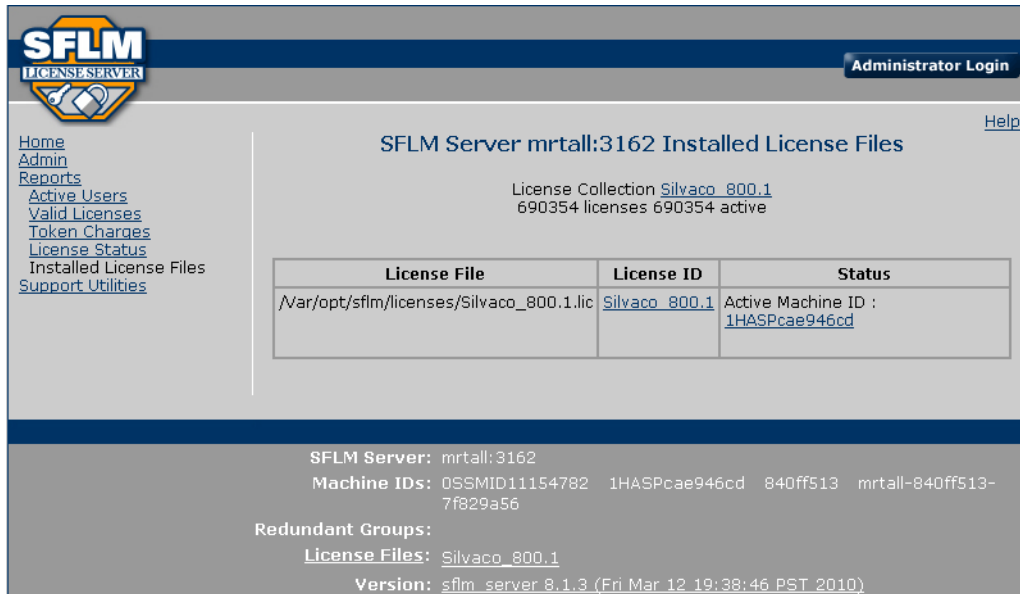 SFLM
LICENSE SERVER
Administrator Login
Help
Home
Admin
Reports
Active Users
Valid Licenses
Token Charges
License Status
Installed License Files
Support Utilities
SFLM Server mrtall:3162 Installed License Files
License Collection Silvaco_800.1
690354 licenses 690354 active
License File License ID Status
/Var/opt/sflm/licenses/Silvaco_800.1.lic Silvaco_800.1 Active Machine ID :
1HASPcae946cd
SFLM Server: mrtall:3162
Machine IDs: 0SSMID11154782 1HASPcae946cd 840ff513 mrtall-840ff513-
7f829a56
Redundant Groups:
License Files: Silvaco_800.1
Version: sflm_server 8.1.3 (Fri Mar 12 19:38:46 PST 2010)